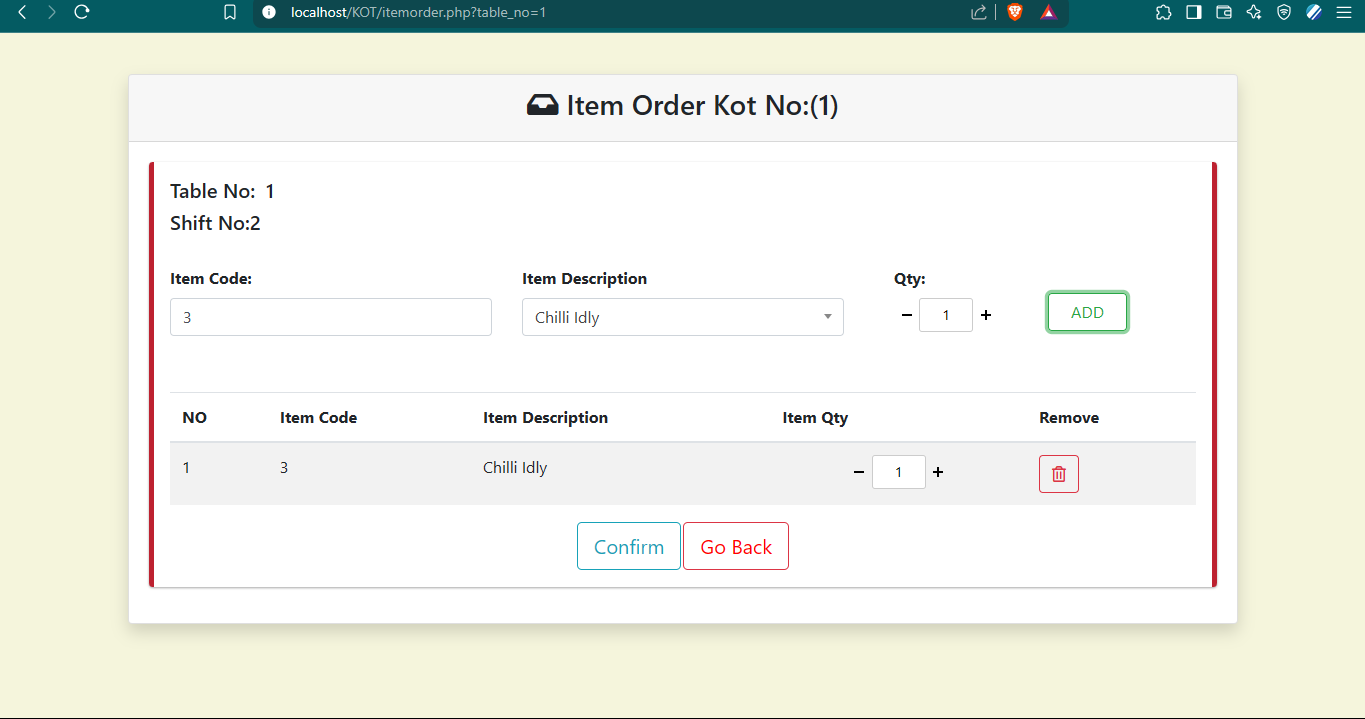 localhost/KOT/itemorder.php?table_no=1
Item Order Kot No:(1)
Table No: 1
Shift No:2
Item Code: Item Description Qty:
3 Chilli Idly − 1 + ADD
NO Item Code Item Description Item Qty Remove
1 3 Chilli Idly − 1 +
Confirm Go Back